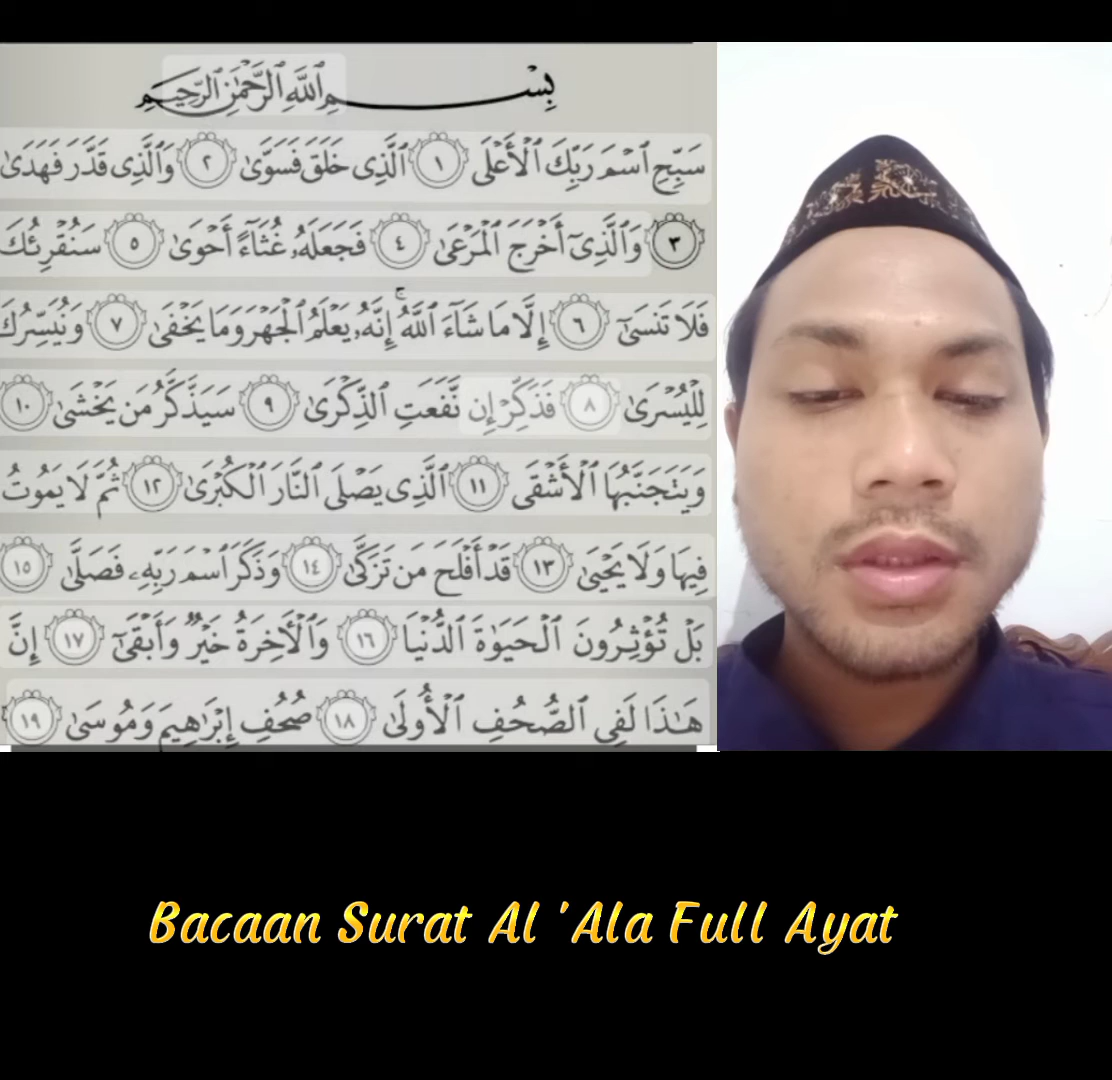 بِسْمِ ٱللَّهِ ٱلرَّحْمَٰنِ ٱلرَّحِيمِ
سَبِّحِ ٱسْمَ رَبِّكَ ٱلْأَعْلَى ١ ٱلَّذِى خَلَقَ فَسَوَّىٰ ٢ وَٱلَّذِى قَدَّرَ فَهَدَىٰ
٣ وَٱلَّذِىٓ أَخْرَجَ ٱلْمَرْعَىٰ ٤ فَجَعَلَهُۥ غُثَآءً أَحْوَىٰ ٥ سَنُقْرِئُكَ
فَلَا تَنسَىٰٓ ٦ إِلَّا مَا شَآءَ ٱللَّهُ ۚ إِنَّهُۥ يَعْلَمُ ٱلْجَهْرَ وَمَا يَخْفَىٰ ٧ وَنُيَسِّرُكَ
لِلْيُسْرَىٰ ٨ فَذَكِّرْ إِن نَّفَعَتِ ٱلذِّكْرَىٰ ٩ سَيَذَّكَّرُ مَن يَخْشَىٰ ١٠
وَيَتَجَنَّبُهَا ٱلْأَشْقَى ١١ ٱلَّذِى يَصْلَى ٱلنَّارَ ٱلْكُبْرَىٰ ١٢ ثُمَّ لَا يَمُوتُ
فِيهَا وَلَا يَحْيَىٰ ١٣ قَدْ أَفْلَحَ مَن تَزَكَّىٰ ١٤ وَذَكَرَ ٱسْمَ رَبِّهِۦ فَصَلَّىٰ ١٥
بَلْ تُؤْثِرُونَ ٱلْحَيَوٰةَ ٱلدُّنْيَا ١٦ وَٱلْـَٔاخِرَةُ خَيْرٌ وَأَبْقَىٰٓ ١٧ إِنَّ
هَـٰذَا لَفِى ٱلصُّحُفِ ٱلْأُولَىٰ ١٨ صُحُفِ إِبْرَٰهِيمَ وَمُوسَىٰ ١٩
Bacaan Surat Al 'Ala Full Ayat